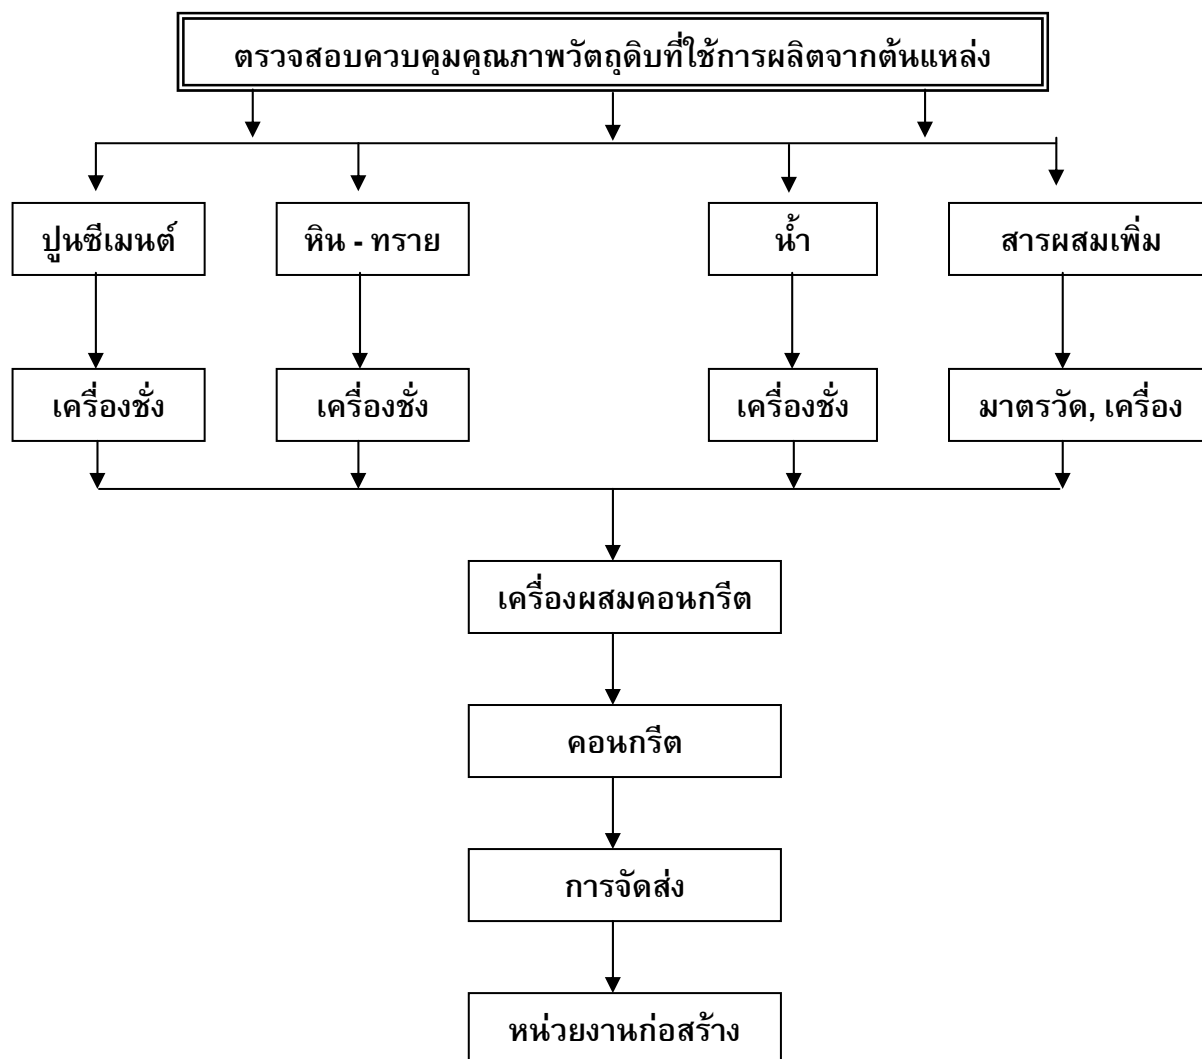 ตรวจสอบควบคุมคุณภาพวัตถุดิบที่ใช้การผลิตจากต้นแหล่ง
ปูนซีเมนต์
หิน - ทราย
น้ำ
สารผสมเพิ่ม
เครื่องชั่ง
เครื่องชั่ง
เครื่องชั่ง
มาตรวัด, เครื่อง
เครื่องผสมคอนกรีต
คอนกรีต
การจัดส่ง
หน่วยงานก่อสร้าง